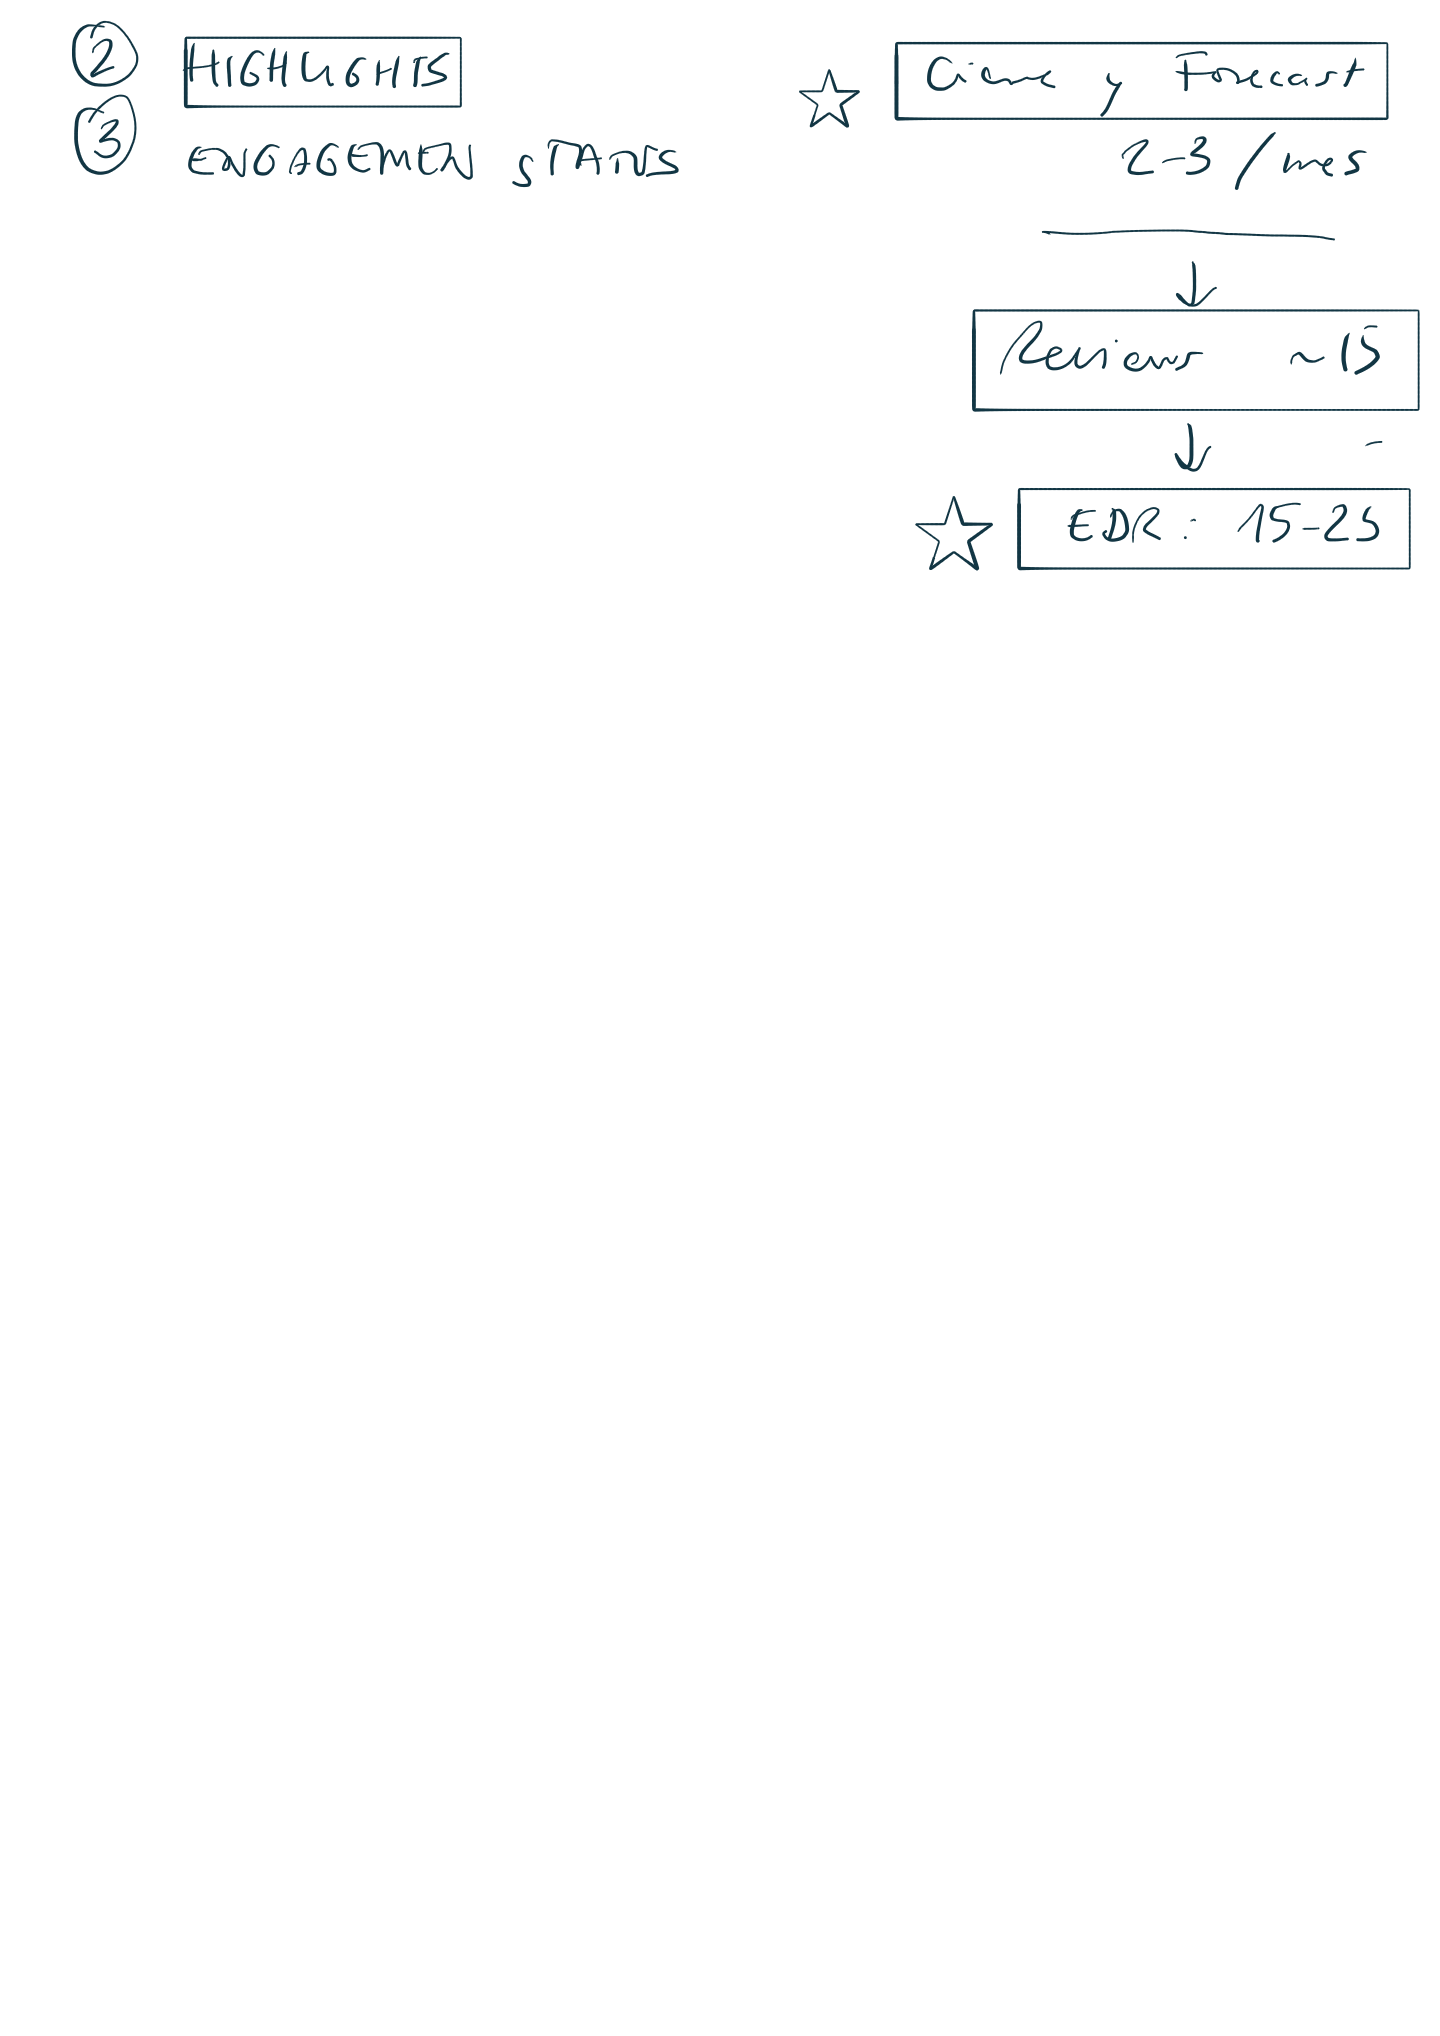 2 HIGHLIGHTS
3 ENGAGEMEN STATUS
Cierre y Forecast
2-3/mes
Reviews ~15
EDR: 15-25